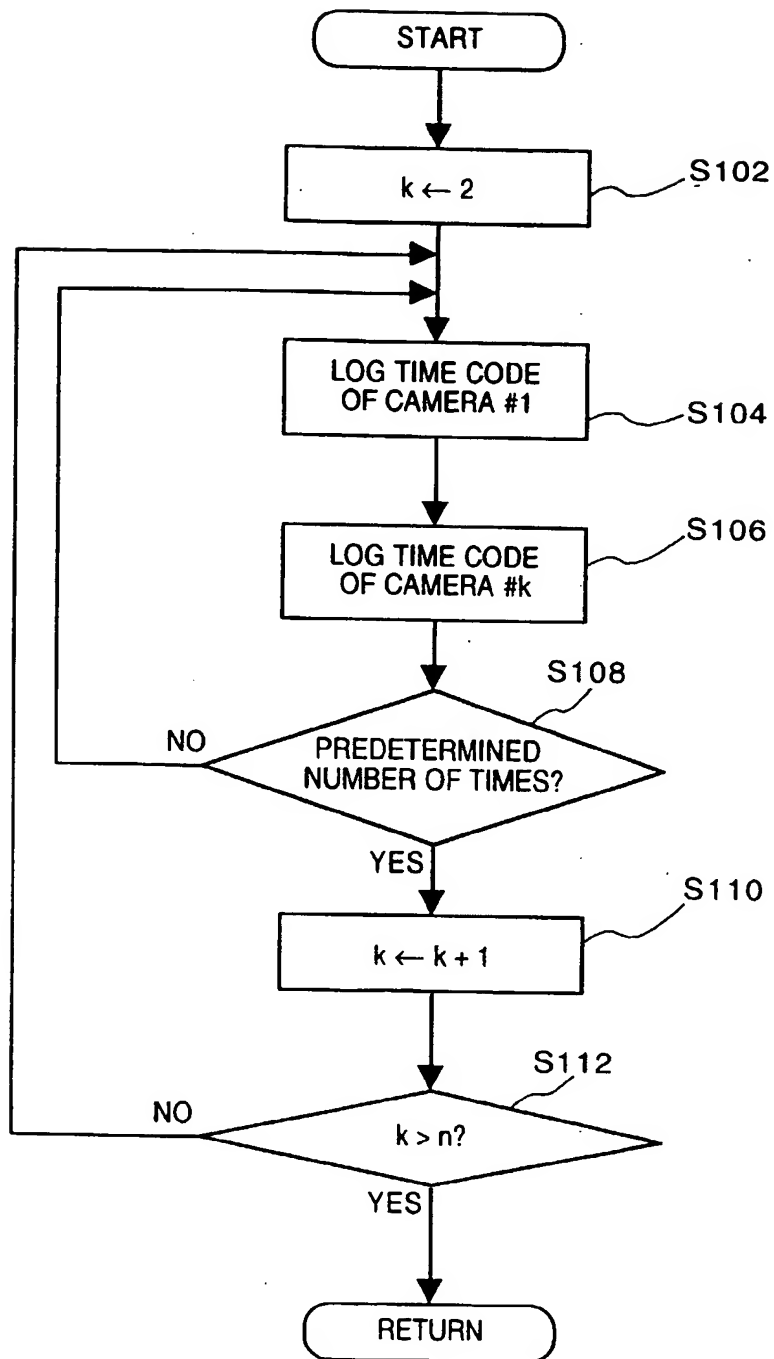 START
k ← 2
S102
LOG TIME CODE
OF CAMERA #1
S104
LOG TIME CODE
OF CAMERA #k
S106
S108
NO
PREDETERMINED
NUMBER OF TIMES?
YES
S110
k ← k + 1
S112
NO
k > n?
YES
RETURN